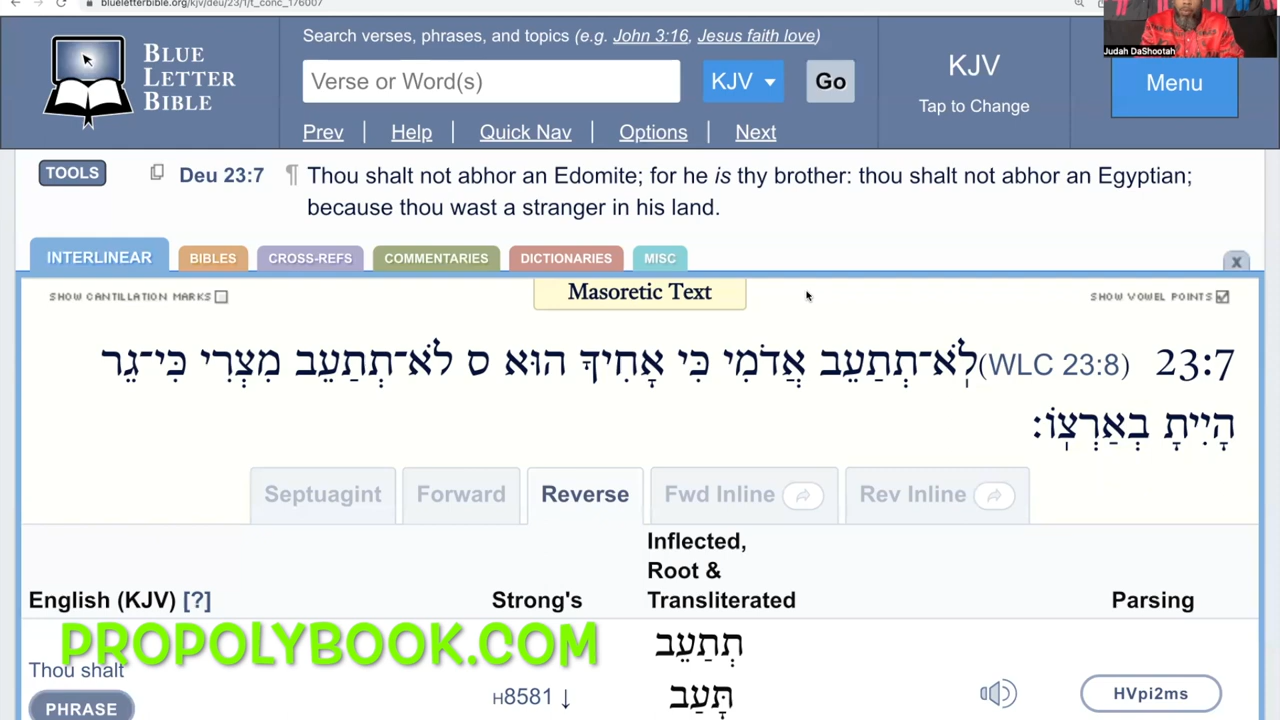 blueletterbible.org/kjv/deu/23/1/t_conc_176007
Judah DaShootah
BLUE
LETTER
BIBLE
Search verses, phrases, and topics (e.g. John 3:16, Jesus faith love)
Verse or Word(s)
KJV
Go
Prev | Help | Quick Nav | Options | Next
KJV
Tap to Change
Menu
TOOLS
Deu 23:7 ¶ Thou shalt not abhor an Edomite; for he is thy brother: thou shalt not abhor an Egyptian;
because thou wast a stranger in his land.
INTERLINEAR BIBLES CROSS-REFS COMMENTARIES DICTIONARIES MISC
x
SHOW CANTILLATION MARKS
Masoretic Text
SHOW VOWEL POINTS
23:7 (WLC 23:8) לֹֽא־תְתַעֵב אֲדֹמִי כִּי אָחִיךָ הוּא ס לֹא־תְתַעֵב מִצְרִי כִּי־גֵר
הָיִיתָ בְאַרְצֽוֹ׃
Septuagint Forward Reverse Fwd Inline Rev Inline
Inflected,
Root &
Transliterated
English (KJV) [?] Strong's Parsing
PROPOLYBOOK.COM
Thou shalt
PHRASE
תְתַעֵב
H8581 ↓
תָּעַב
HVpi2ms